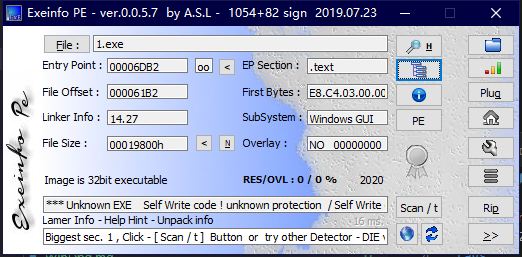 Exeinfo PE - ver.0.0.5.7 by A.S.L - 1054+82 sign 2019.07.23
File : 1.exe H
Entry Point : 00006DB2 oo < EP Section : .text
File Offset : 000061B2 First Bytes : E8.C4.03.00.00 Plug
Linker Info : 14.27 SubSystem : Windows GUI PE
File Size : 00019800h < N Overlay : NO 00000000
Image is 32bit executable RES/OVL : 0 / 0 % 2020
*** Unknown EXE Self Write code ! unknown protection / Self Write Scan / t Rip
Lamer Info - Help Hint - Unpack info 16 ms.
Biggest sec. 1 , Click - [ Scan / t ] Button or try other Detector - DIE v >>
Exeinfo Pe